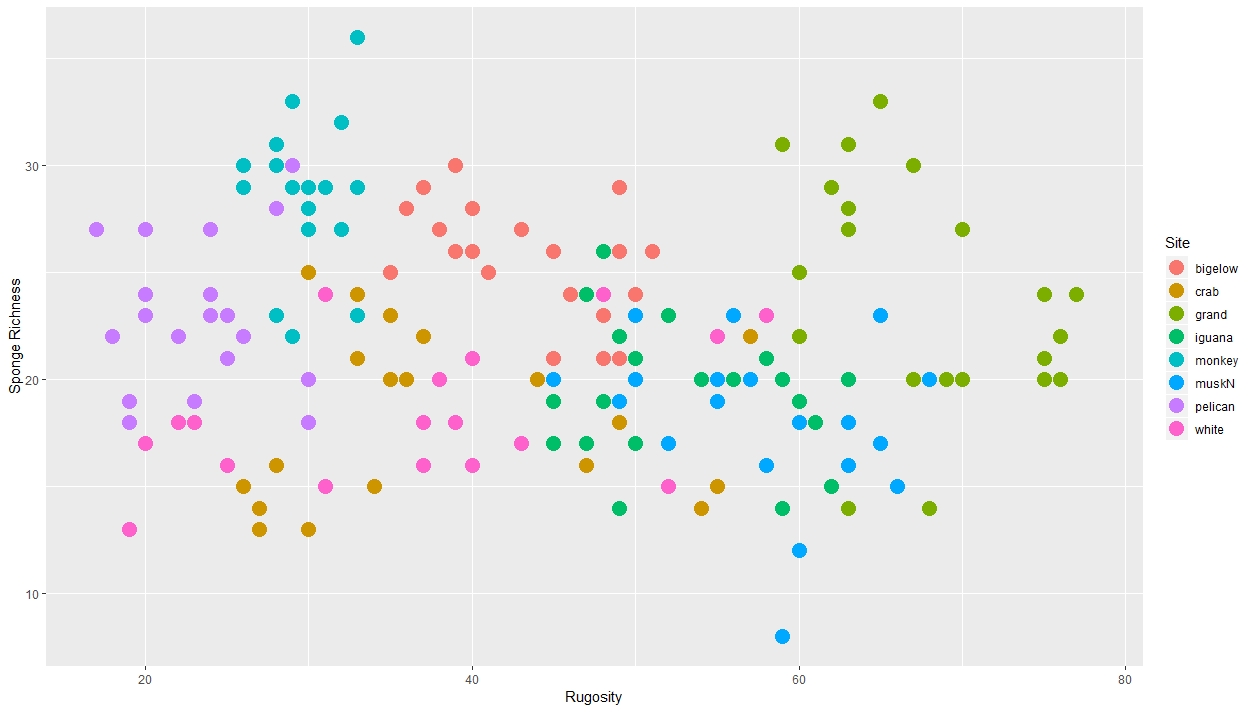 Sponge Richness
30
20
10
20
40
60
80
Rugosity
Site
bigelow
crab
grand
iguana
monkey
muskN
pelican
white